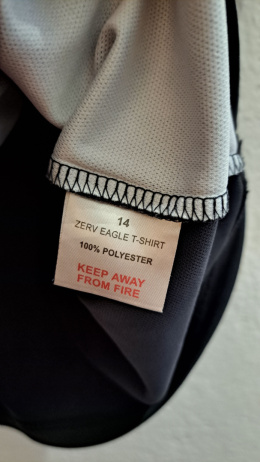 14
ZERV EAGLE T-SHIRT
100% POLYESTER
KEEP AWAY
FROM FIRE